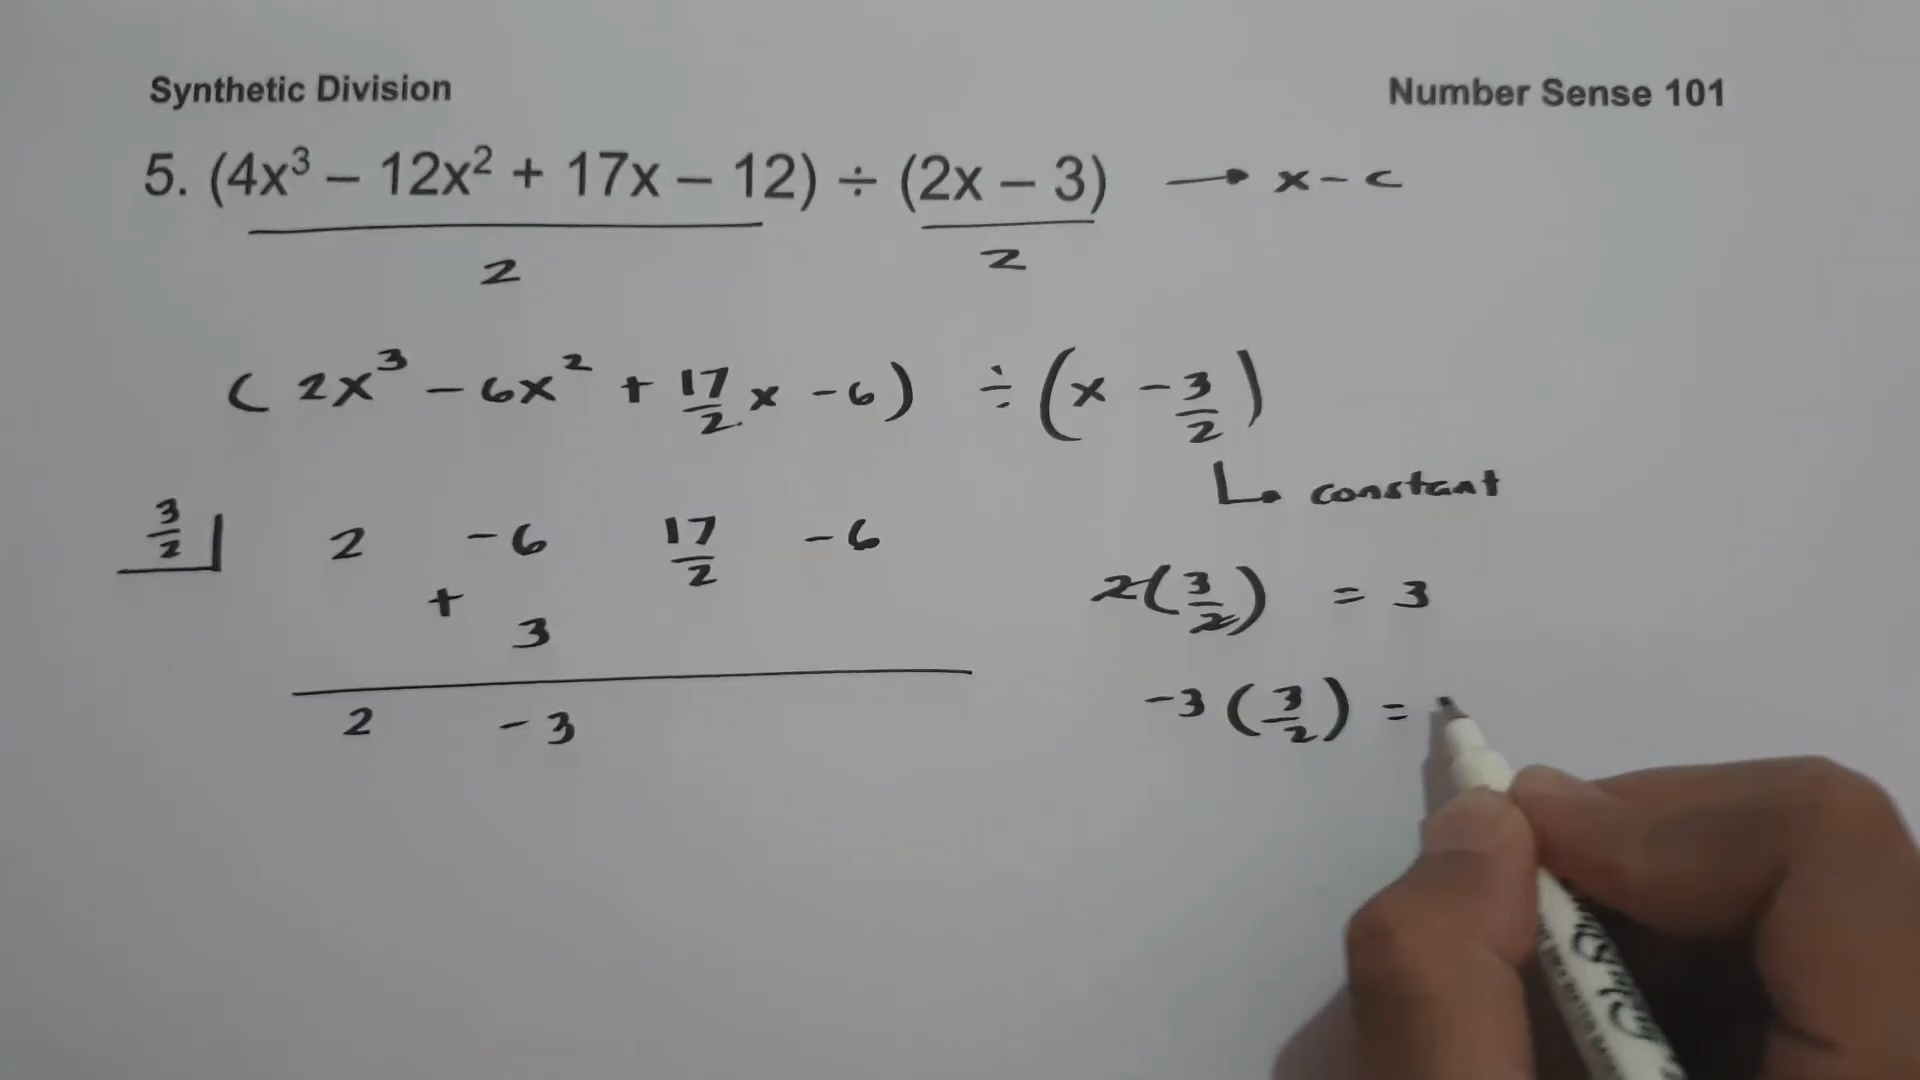 Synthetic Division
Number Sense 101
5. (4x³ – 12x² + 17x – 12) ÷ (2x – 3) → x - c
2 2
(2x³ - 6x² + 17/2 x - 6) ÷ (x - 3/2)
constant
3/2 2 -6 17/2 -6
+ 3
2 -3
2(3/2) = 3
-3(3/2) =